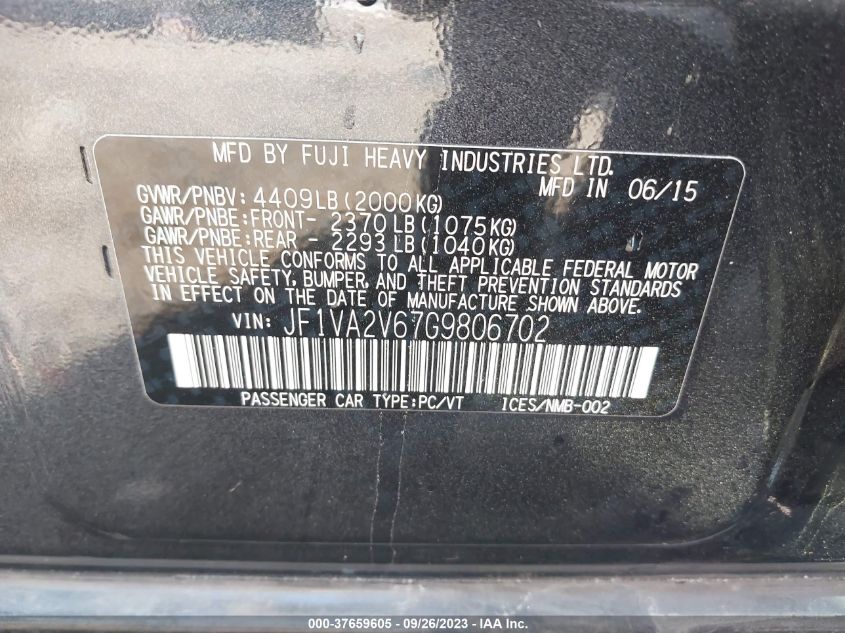 MFD BY FUJI HEAVY INDUSTRIES LTD.
MFD IN 06/15
GVWR/PNBV: 4409LB(2000KG)
GAWR/PNBE:FRONT- 2370LB(1075KG)
GAWR/PNBE:REAR - 2293LB(1040KG)
THIS VEHICLE CONFORMS TO ALL APPLICABLE FEDERAL MOTOR
VEHICLE SAFETY, BUMPER, AND THEFT PREVENTION STANDARDS
IN EFFECT ON THE DATE OF MANUFACTURE SHOWN ABOVE.
VIN: JF1VA2V67G9806702
PASSENGER CAR TYPE:PC/VT ICES/NMB-002
000-37659605 - 09/26/2023 - IAA Inc.